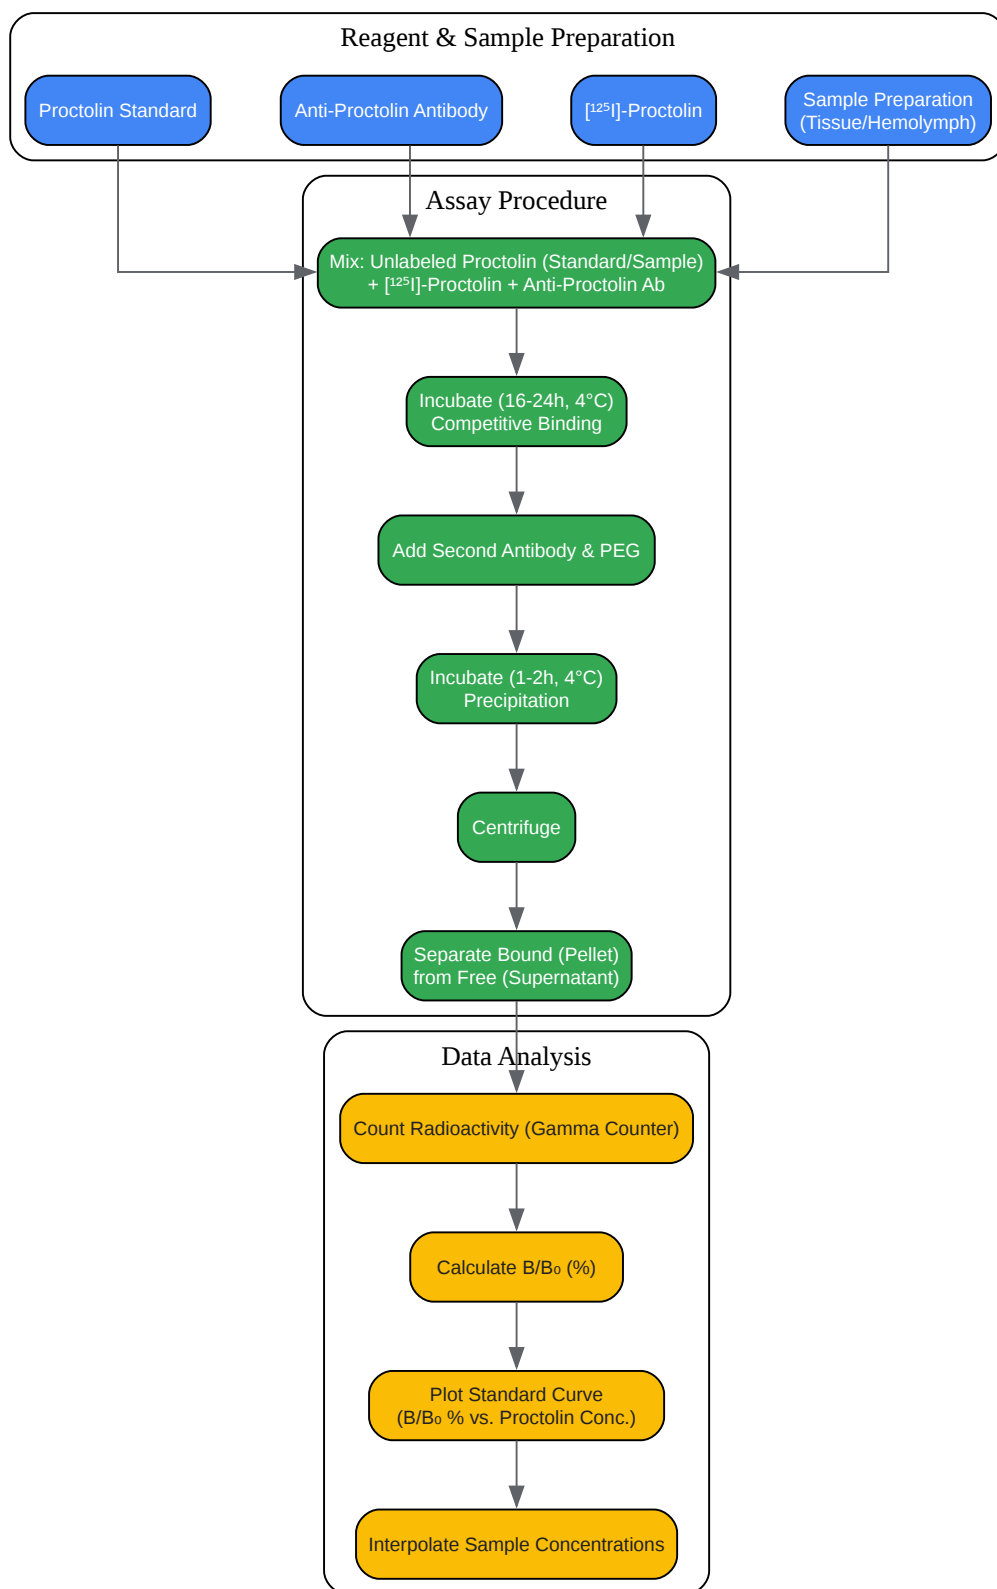 Reagent & Sample Preparation
Proctolin Standard
Anti-Proctolin Antibody
[¹²⁵I]-Proctolin
Sample Preparation
(Tissue/Hemolymph)
Assay Procedure
Mix: Unlabeled Proctolin (Standard/Sample)
+ [¹²⁵I]-Proctolin + Anti-Proctolin Ab
Incubate (16-24h, 4°C)
Competitive Binding
Add Second Antibody & PEG
Incubate (1-2h, 4°C)
Precipitation
Centrifuge
Separate Bound (Pellet)
from Free (Supernatant)
Data Analysis
Count Radioactivity (Gamma Counter)
Calculate B/B₀ (%)
Plot Standard Curve
(B/B₀ % vs. Proctolin Conc.)
Interpolate Sample Concentrations